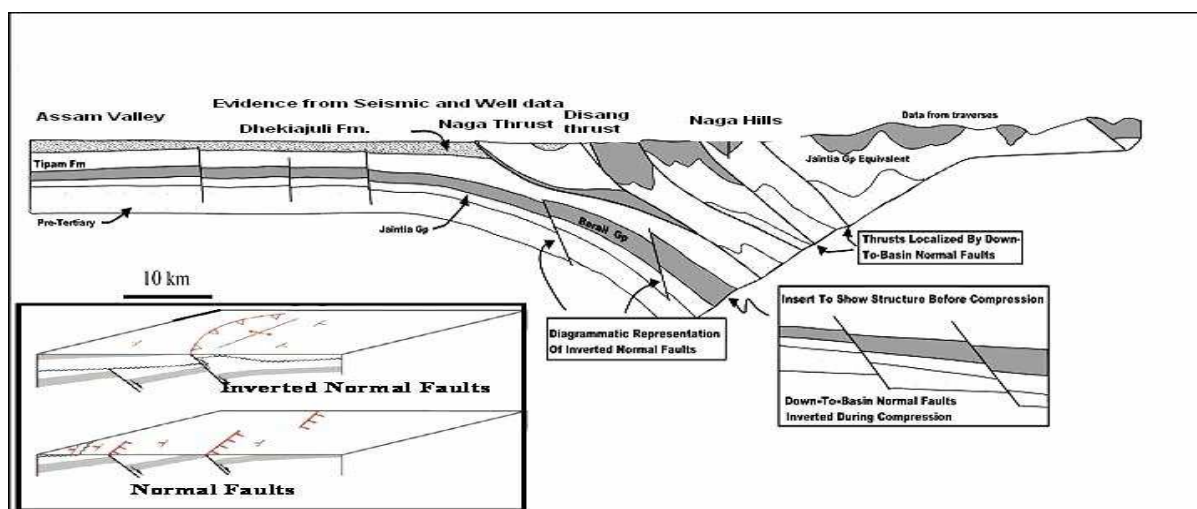 Evidence from Seismic and Well data
Assam Valley
Dhekiajuli Fm.
Naga Thrust
Disang
thrust
Naga Hills
Data from traverses
Tipam Fm
Jaintia Gp Equivalent
Pre-Tertiary
Jaintia Gp
Barail Gp
Thrusts Localized By Down-
To-Basin Normal Faults
10 km
Diagrammatic Representation
Of Inverted Normal Faults
Insert To Show Structure Before Compression
Down-To-Basin Normal Faults
Inverted During Compression
Inverted Normal Faults
Normal Faults